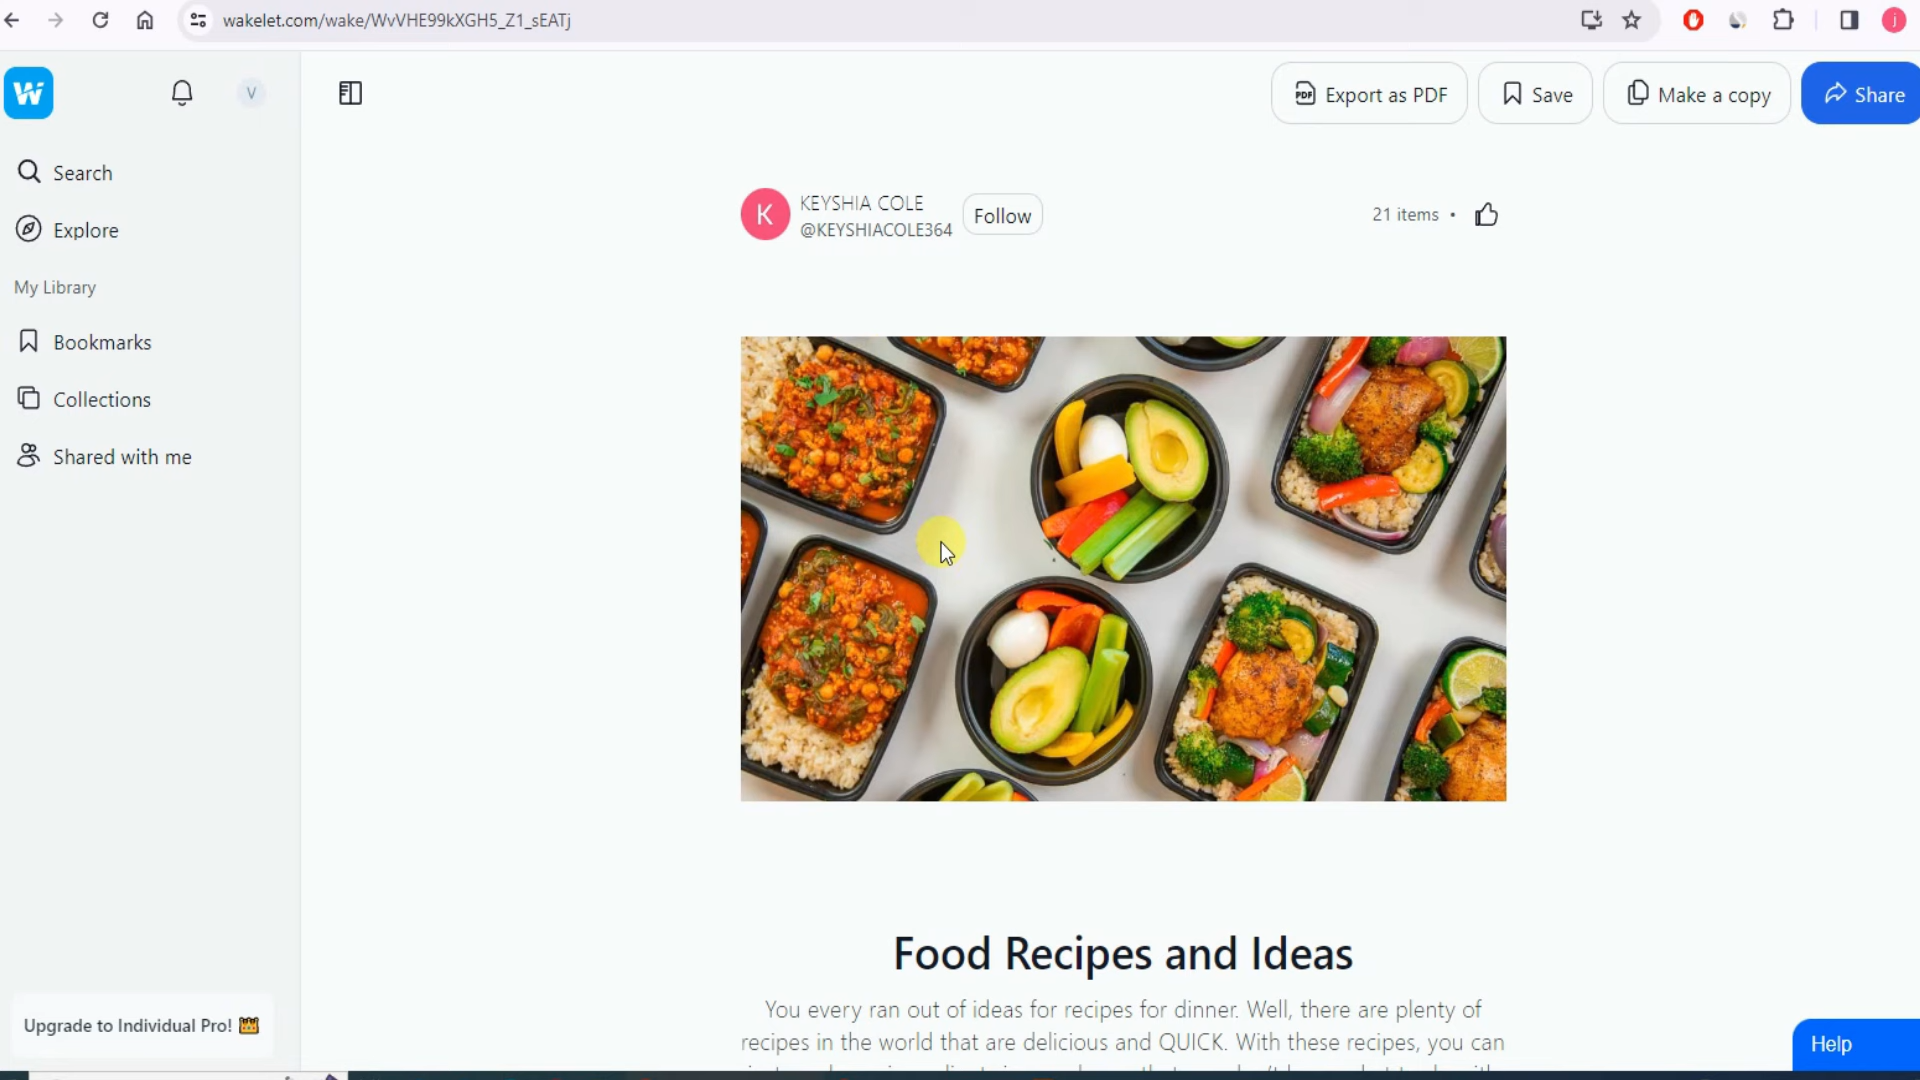 wakelet.com/wake/WvVHE99kXGH5_Z1_sEATj
j
W
V
PDF
Export as PDF
Save
Make a copy
Share
Search
Explore
My Library
Bookmarks
Collections
Shared with me
K
KEYSHIA COLE
@KEYSHIACOLE364
Follow
21 items •
Food Recipes and Ideas
You every ran out of ideas for recipes for dinner. Well, there are plenty of
recipes in the world that are delicious and QUICK. With these recipes, you can
Upgrade to Individual Pro!
Help